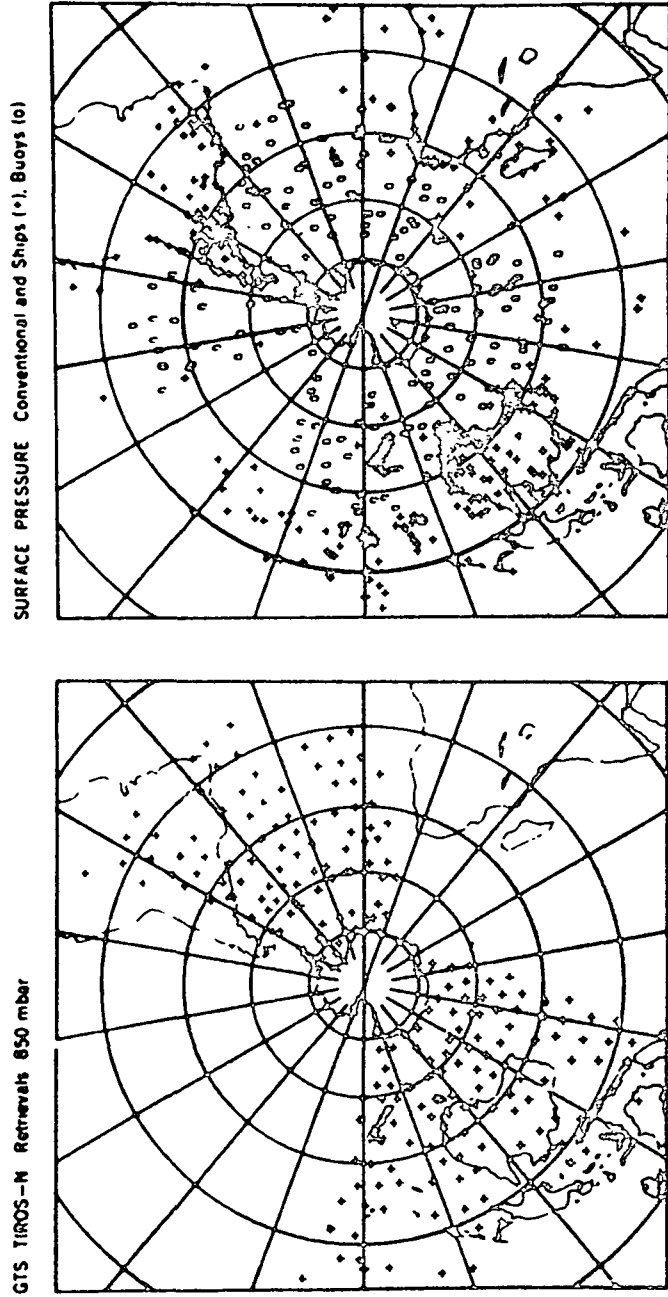 GTS TIROS-N Retrievals 850 mbar
SURFACE PRESSURE Conventional and Ships (+), Buoys (o)